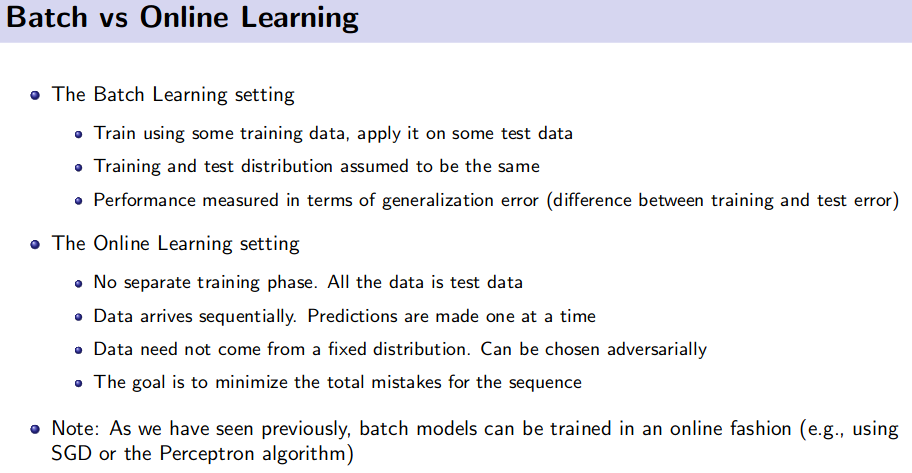 Batch vs Online Learning
The Batch Learning setting
Train using some training data, apply it on some test data
Training and test distribution assumed to be the same
Performance measured in terms of generalization error (difference between training and test error)
The Online Learning setting
No separate training phase. All the data is test data
Data arrives sequentially. Predictions are made one at a time
Data need not come from a fixed distribution. Can be chosen adversarially
The goal is to minimize the total mistakes for the sequence
Note: As we have seen previously, batch models can be trained in an online fashion (e.g., using
SGD or the Perceptron algorithm)